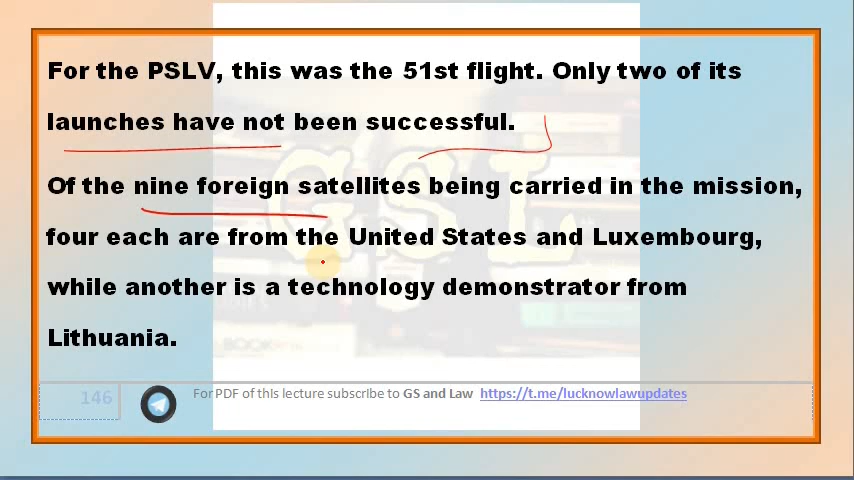 For the PSLV, this was the 51st flight. Only two of its
launches have not been successful.
Of the nine foreign satellites being carried in the mission,
four each are from the United States and Luxembourg,
while another is a technology demonstrator from
Lithuania.
146
For PDF of this lecture subscribe to GS and Law https://t.me/lucknowlawupdates
GSL